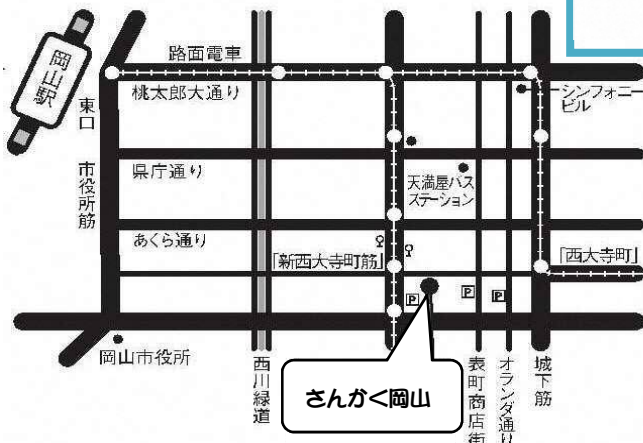 岡山駅
東口
市役所筋
路面電車
桃太郎大通り
シンフォニー
ビル
県庁通り
天満屋バス
ステーション
あくら通り
「新西大寺町筋」
「西大寺町」
P
P
P
岡山市役所
西川緑道
さんかく岡山
表町商店街
オランダ通り
城下筋